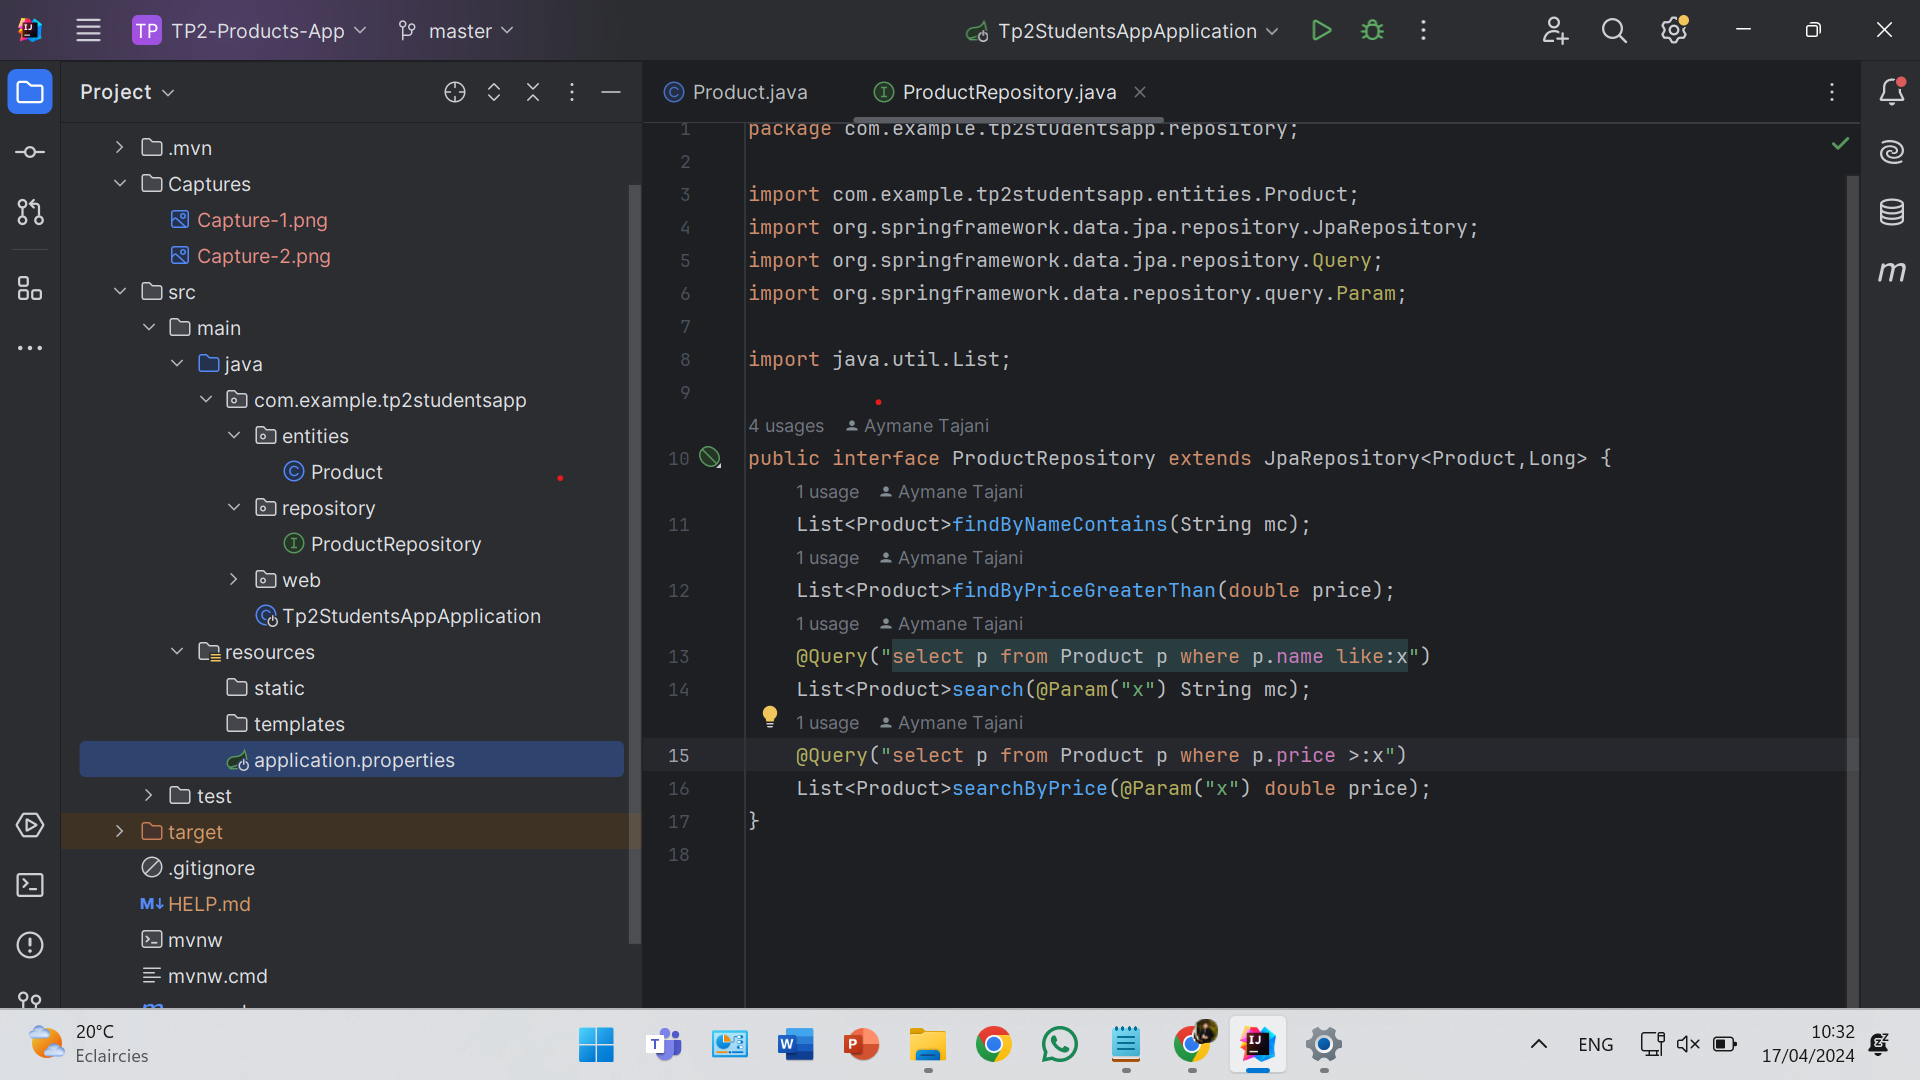 TP TP2-Products-App master Tp2StudentsAppApplication
Project
.mvn
Captures
Capture-1.png
Capture-2.png
src
main
java
com.example.tp2studentsapp
entities
Product
repository
ProductRepository
web
Tp2StudentsAppApplication
resources
static
templates
application.properties
test
target
.gitignore
HELP.md
mvnw
mvnw.cmd
Product.java ProductRepository.java
1 package com.example.tp2studentsapp.repository;
2
3 import com.example.tp2studentsapp.entities.Product;
4 import org.springframework.data.jpa.repository.JpaRepository;
5 import org.springframework.data.jpa.repository.Query;
6 import org.springframework.data.repository.query.Param;
7
8 import java.util.List;
9
4 usages Aymane Tajani
10 public interface ProductRepository extends JpaRepository<Product,Long> {
1 usage Aymane Tajani
11 List<Product>findByNameContains(String mc);
1 usage Aymane Tajani
12 List<Product>findByPriceGreaterThan(double price);
1 usage Aymane Tajani
13 @Query("select p from Product p where p.name like:x")
14 List<Product>search(@Param("x") String mc);
1 usage Aymane Tajani
15 @Query("select p from Product p where p.price >:x")
16 List<Product>searchByPrice(@Param("x") double price);
17 }
18
20°C
Eclaircies
ENG
10:32
17/04/2024